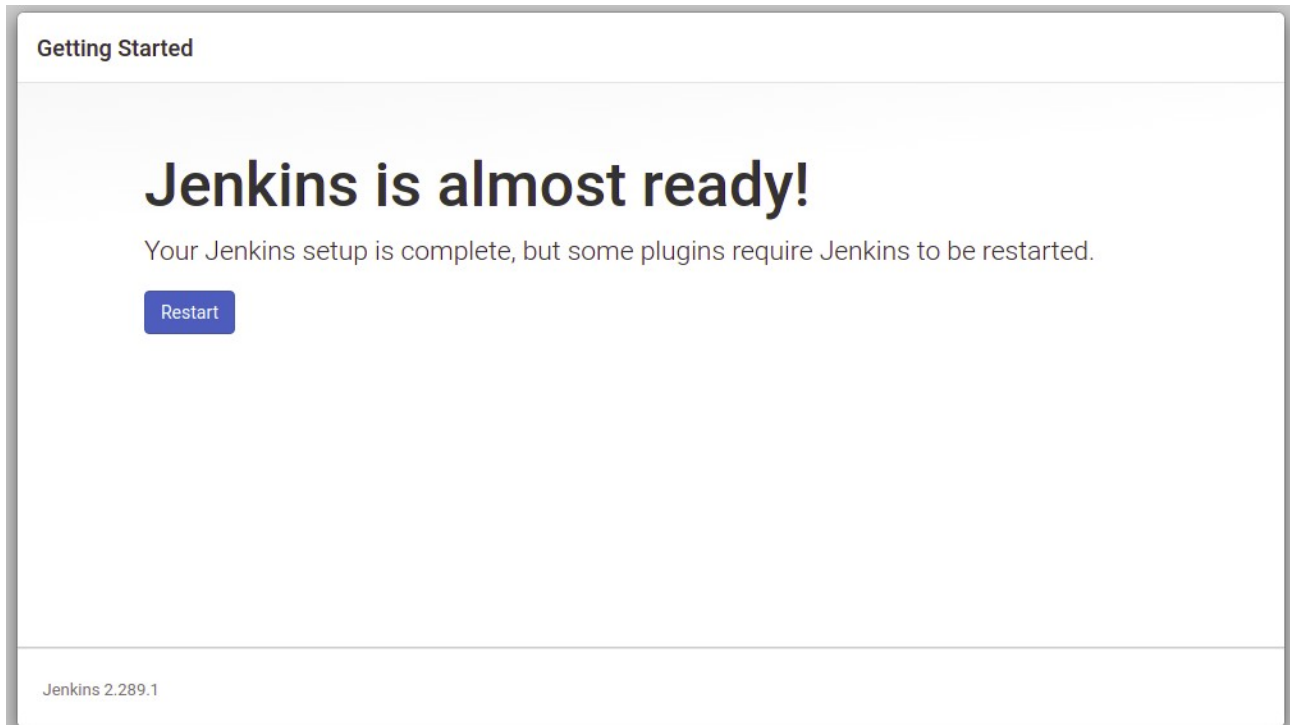 Getting Started
Jenkins is almost ready!
Your Jenkins setup is complete, but some plugins require Jenkins to be restarted.
Restart
Jenkins 2.289.1